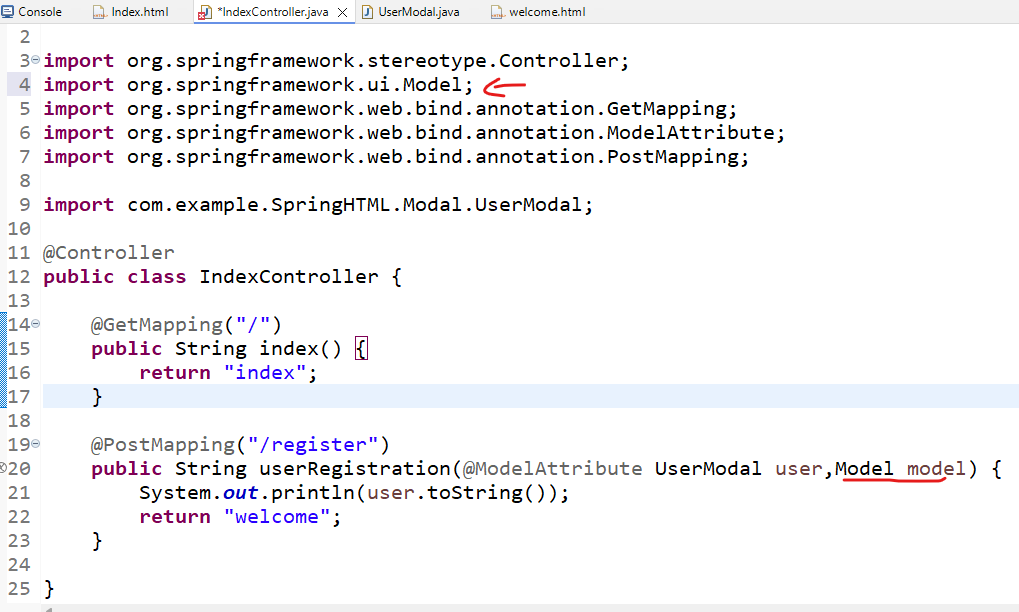 Console Index.html *IndexController.java UserModal.java welcome.html
2
3 import org.springframework.stereotype.Controller;
4 import org.springframework.ui.Model;
5 import org.springframework.web.bind.annotation.GetMapping;
6 import org.springframework.web.bind.annotation.ModelAttribute;
7 import org.springframework.web.bind.annotation.PostMapping;
8
9 import com.example.SpringHTML.Modal.UserModal;
10
11 @Controller
12 public class IndexController {
13
14 @GetMapping("/")
15 public String index() {
16 return "index";
17 }
18
19 @PostMapping("/register")
20 public String userRegistration(@ModelAttribute UserModal user,Model model) {
21 System.out.println(user.toString());
22 return "welcome";
23 }
24
25 }